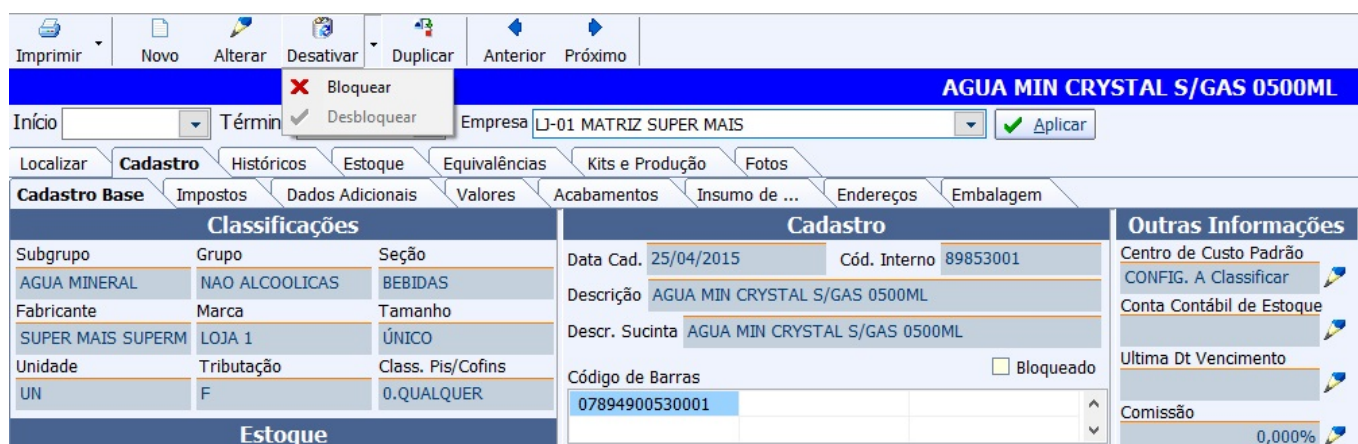 Imprimir Novo Alterar Desativar Duplicar Anterior Próximo
Bloquear
Desbloquear
AGUA MIN CRYSTAL S/GAS 0500ML
Início Términ Empresa LJ-01 MATRIZ SUPER MAIS Aplicar
Localizar Cadastro Históricos Estoque Equivalências Kits e Produção Fotos
Cadastro Base Impostos Dados Adicionais Valores Acabamentos Insumo de ... Endereços Embalagem
Classificações
Subgrupo Grupo Seção
AGUA MINERAL NAO ALCOOLICAS BEBIDAS
Fabricante Marca Tamanho
SUPER MAIS SUPERM LOJA 1 ÚNICO
Unidade Tributação Class. Pis/Cofins
UN F 0.QUALQUER
Estoque
Cadastro
Data Cad. 25/04/2015 Cód. Interno 89853001
Descrição AGUA MIN CRYSTAL S/GAS 0500ML
Descr. Sucinta AGUA MIN CRYSTAL S/GAS 0500ML
Código de Barras Bloqueado
07894900530001
Outras Informações
Centro de Custo Padrão
CONFIG. A Classificar
Conta Contábil de Estoque
Ultima Dt Vencimento
Comissão
0,000%